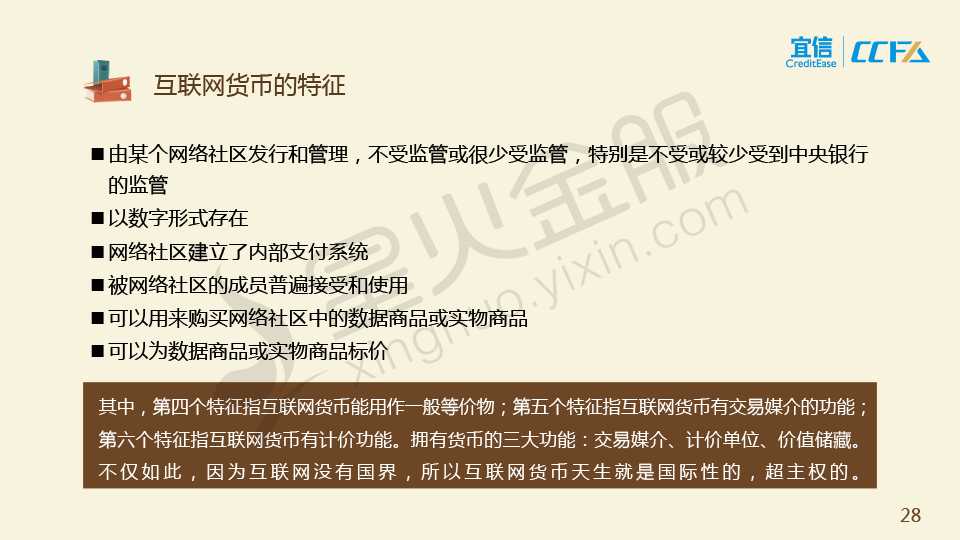 宜信
CreditEase
CCFA
互联网货币的特征
■由某个网络社区发行和管理，不受监管或很少受监管，特别是不受或较少受到中央银行
的监管
■以数字形式存在
■网络社区建立了内部支付系统
■被网络社区的成员普遍接受和使用
■可以用来购买网络社区中的数据商品或实物商品
■可以为数据商品或实物商品标价
星火金服
xinghuo.yixin.com
其中，第四个特征指互联网货币能用作一般等价物；第五个特征指互联网货币有交易媒介的功能；
第六个特征指互联网货币有计价功能。拥有货币的三大功能：交易媒介、计价单位、价值储藏。
不仅如此，因为互联网没有国界，所以互联网货币天生就是国际性的，超主权的。
28